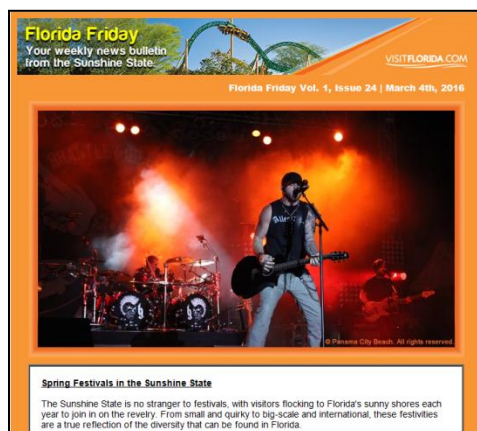 Florida Friday
Your weekly news bulletin
from the Sunshine State.
VISITFLORIDA.COM
Florida Friday Vol. 1, Issue 24 | March 4th, 2016
© Panama City Beach. All rights reserved.
Spring Festivals in the Sunshine State
The Sunshine State is no stranger to festivals, with visitors flocking to Florida's sunny shores each
year to join in on the revelry. From small and quirky to big-scale and international, these festivities
are a true reflection of the diversity that can be found in Florida.